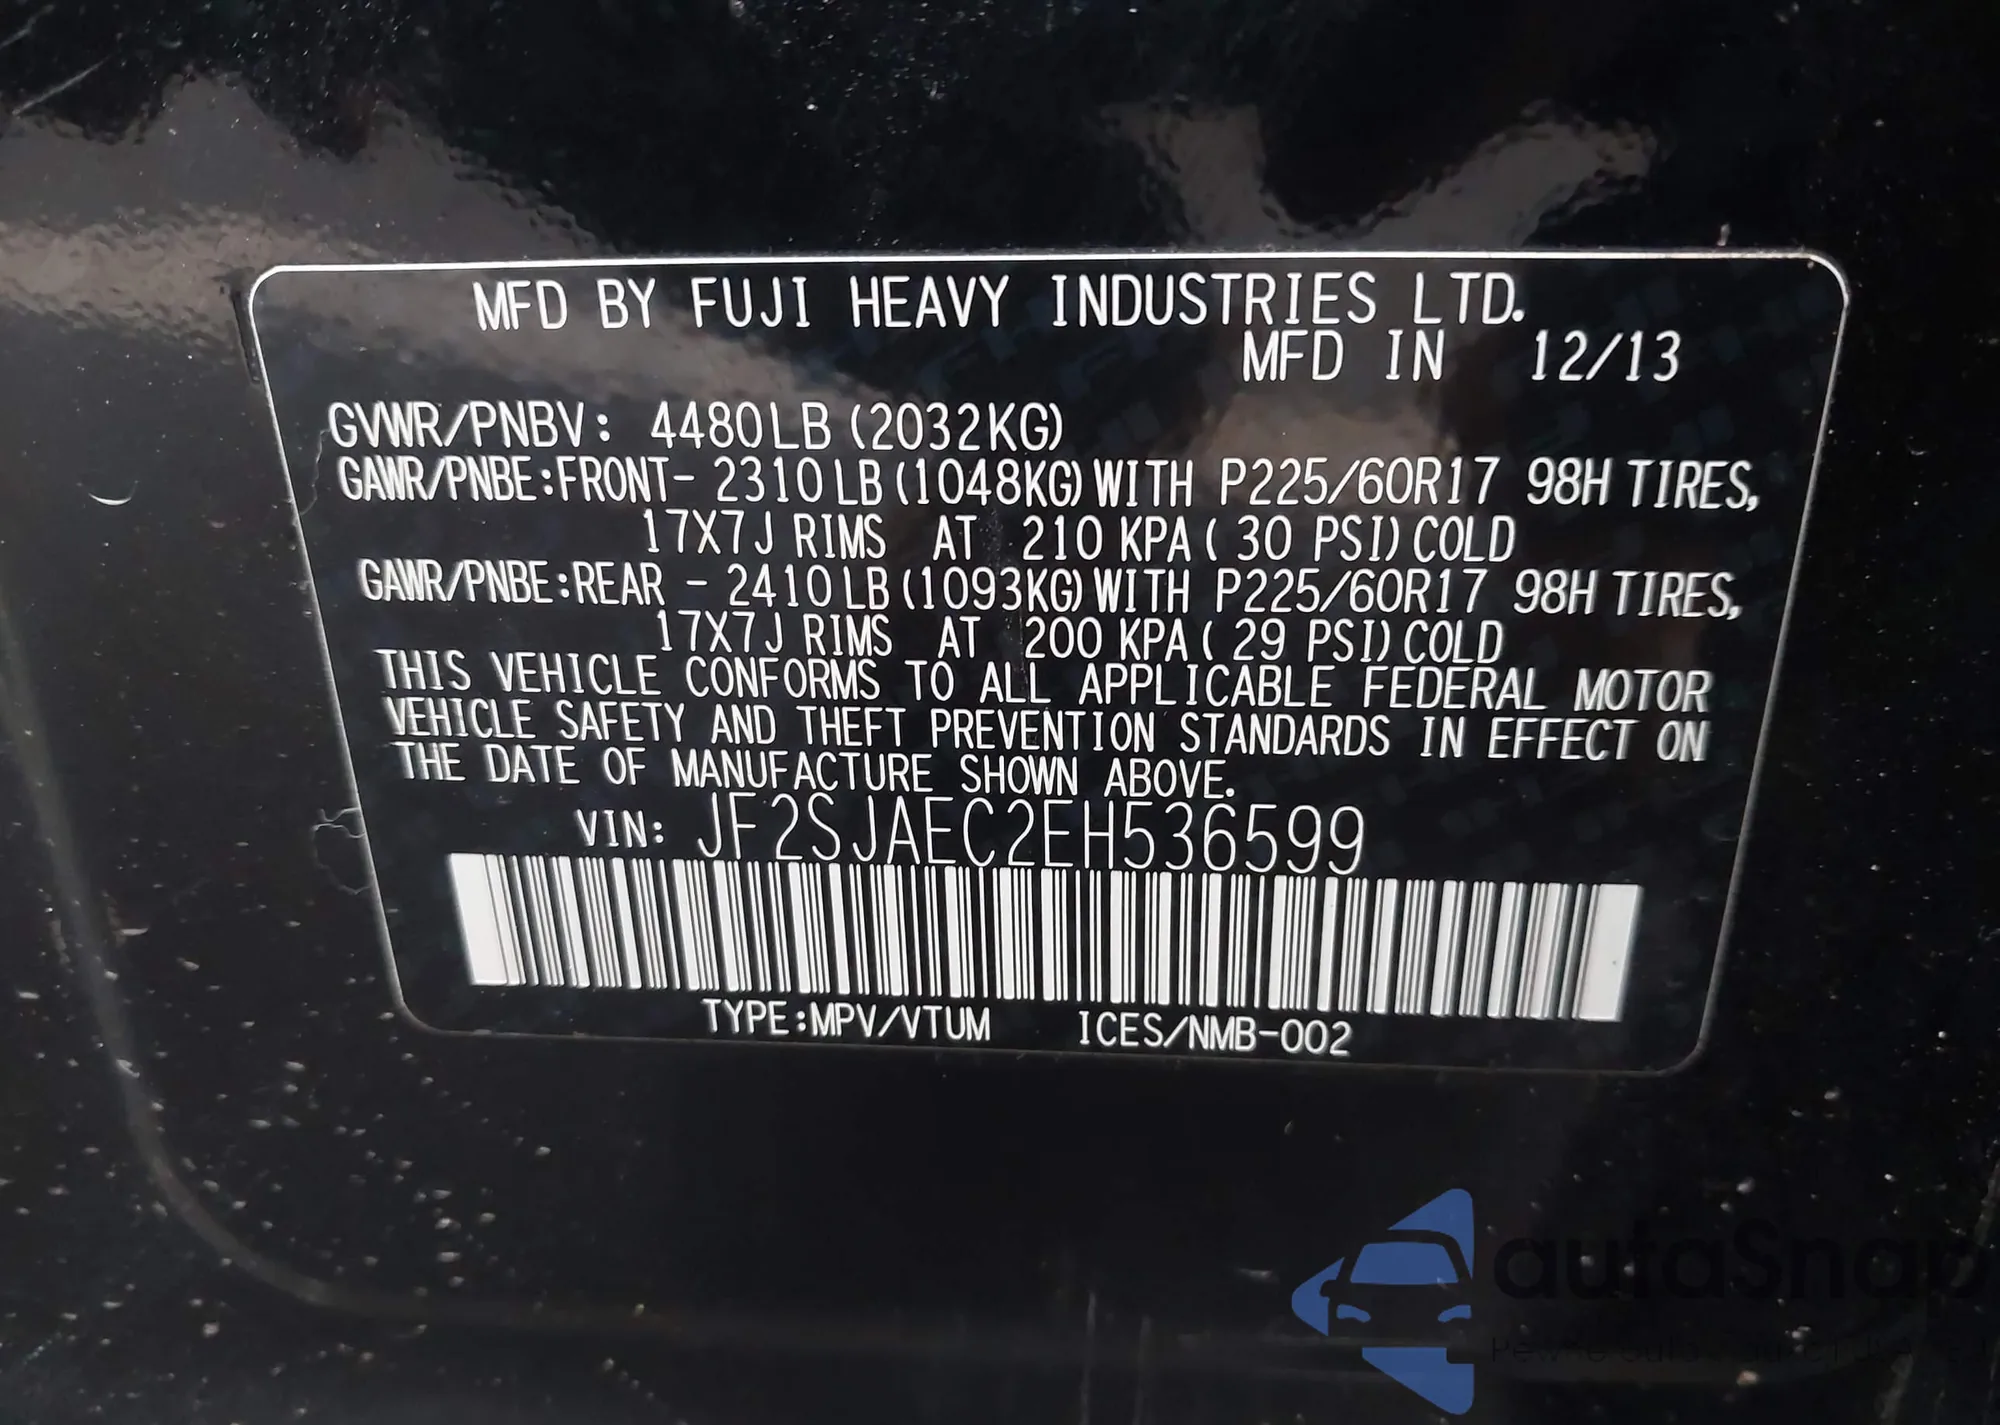 MFD BY FUJI HEAVY INDUSTRIES LTD.
MFD IN 12/13
GVWR/PNBV: 4480LB (2032KG)
GAWR/PNBE:FRONT- 2310LB (1048KG) WITH P225/60R17 98H TIRES,
17X7J RIMS AT 210 KPA ( 30 PSI) COLD
GAWR/PNBE:REAR - 2410LB (1093KG) WITH P225/60R17 98H TIRES,
17X7J RIMS AT 200 KPA ( 29 PSI) COLD
THIS VEHICLE CONFORMS TO ALL APPLICABLE FEDERAL MOTOR
VEHICLE SAFETY AND THEFT PREVENTION STANDARDS IN EFFECT ON
THE DATE OF MANUFACTURE SHOWN ABOVE.
VIN: JF2SJAEC2EH536599
TYPE:MPV/VTUM ICES/NMB-002
autaSnap